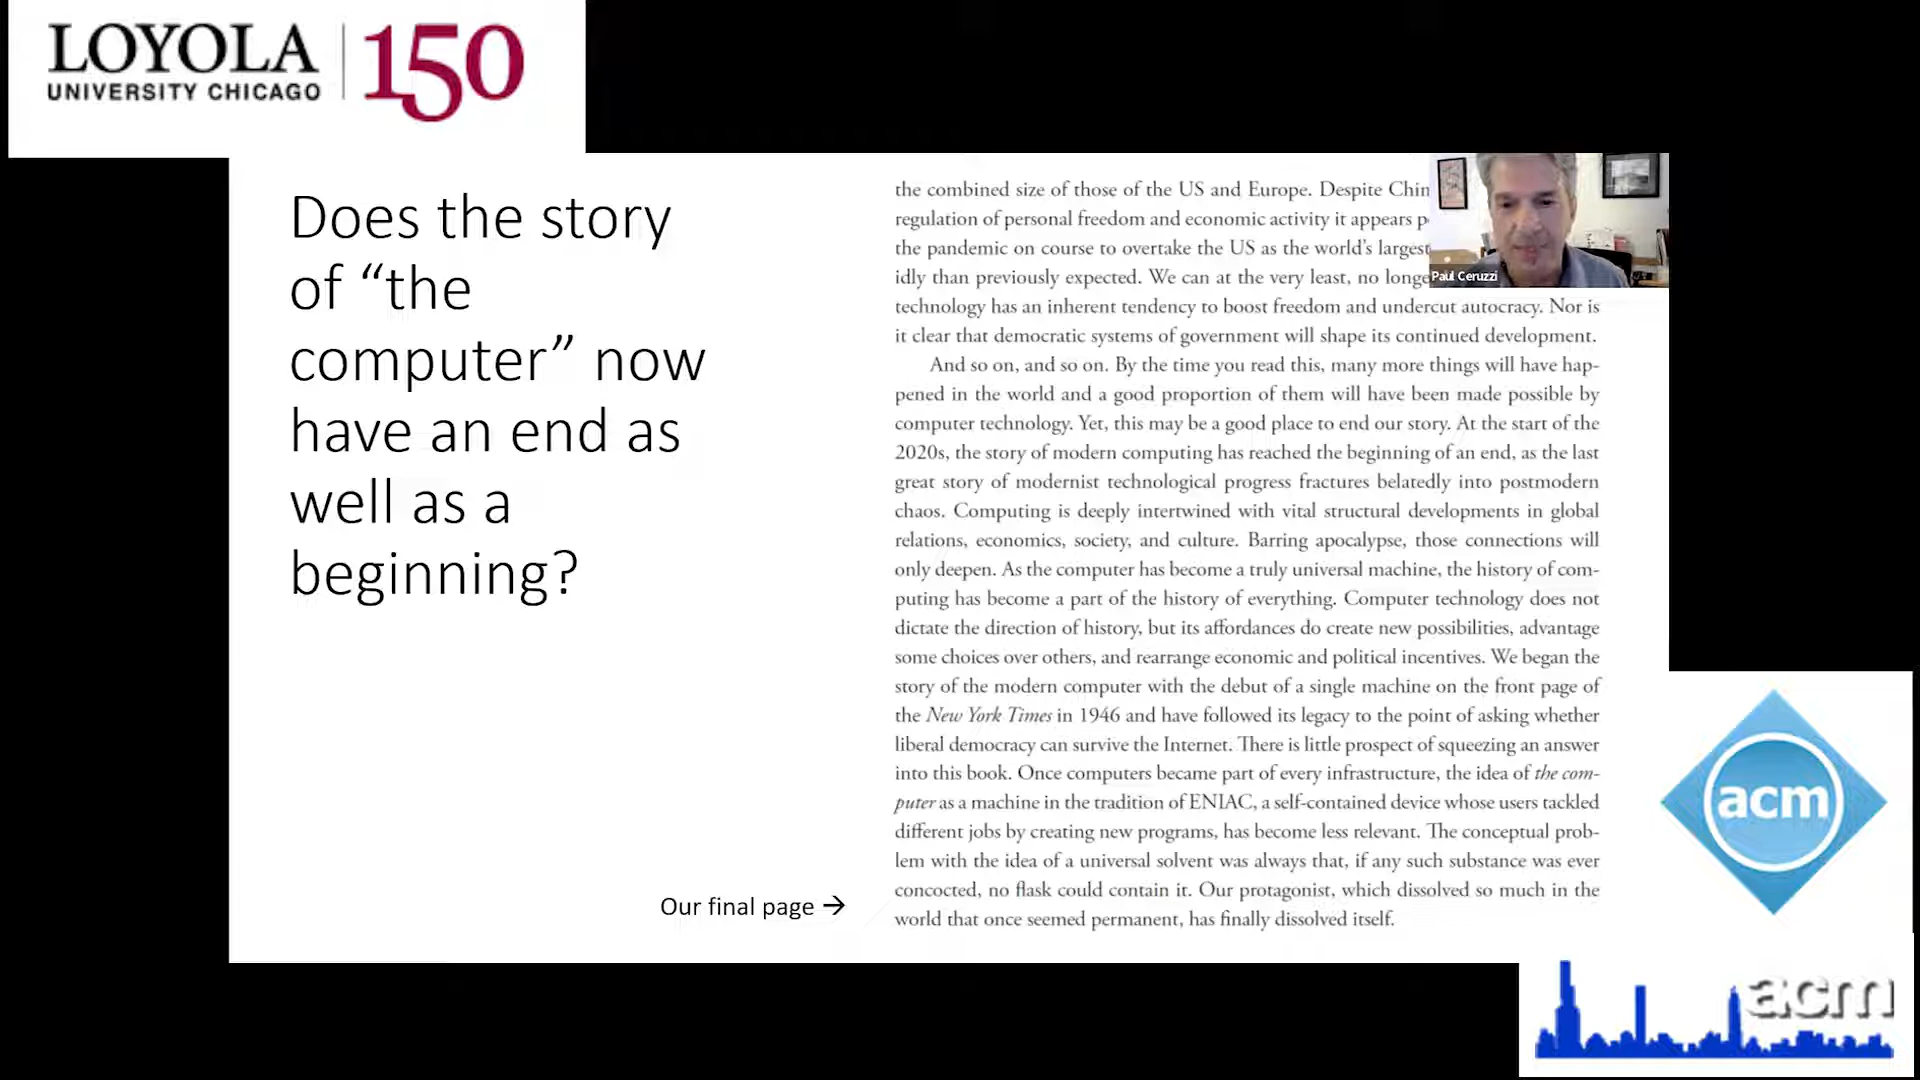 LOYOLA
UNIVERSITY CHICAGO
150
Does the story
of “the
computer” now
have an end as
well as a
beginning?
Our final page →
the combined size of those of the US and Europe. Despite
regulation of personal freedom and economic activity it appears
the pandemic on course to overtake the US as the world’s largest
idly than previously expected. We can at the very least, no
technology has an inherent tendency to boost freedom and undercut autocracy. Nor is
it clear that democratic systems of government will shape its continued development.
And so on, and so on. By the time you read this, many more things will have hap-
pened in the world and a good proportion of them will have been made possible by
computer technology. Yet, this may be a good place to end our story. At the start of the
2020s, the story of modern computing has reached the beginning of an end, as the last
great story of modernist technological progress fractures belatedly into postmodern
chaos. Computing is deeply intertwined with vital structural developments in global
relations, economics, society, and culture. Barring apocalypse, those connections will
only deepen. As the computer has become a truly universal machine, the history of com-
puting has become a part of the history of everything. Computer technology does not
dictate the direction of history, but its affordances do create new possibilities, advantage
some choices over others, and rearrange economic and political incentives. We began the
story of the modern computer with the debut of a single machine on the front page of
the New York Times in 1946 and have followed its legacy to the point of asking whether
liberal democracy can survive the Internet. There is little prospect of squeezing an answer
into this book. Once computers became part of every infrastructure, the idea of the com-
puter as a machine in the tradition of ENIAC, a self-contained device whose users tackled
different jobs by creating new programs, has become less relevant. The conceptual prob-
lem with the idea of a universal solvent was always that, if any such substance was ever
concocted, no flask could contain it. Our protagonist, which dissolved so much in the
world that once seemed permanent, has finally dissolved itself.
Paul Ceruzzi
acm
acm